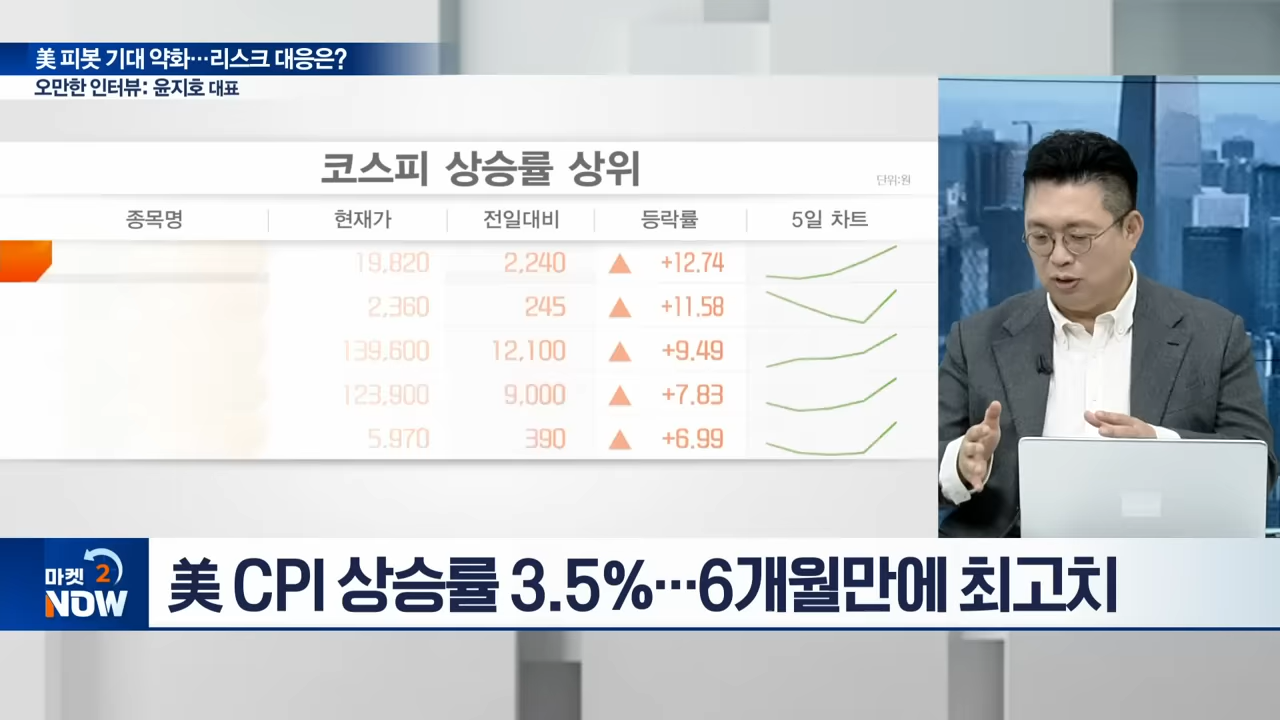 美 피봇 기대 약화…리스크 대응은?
오만한 인터뷰: 윤지호 대표
코스피 상승률 상위
단위:원
종목명 현재가 전일대비 등락률 5일 차트
19,820 2,240 ▲ +12.74
2,360 245 ▲ +11.58
139,600 12,100 ▲ +9.49
123,900 9,000 ▲ +7.83
5,970 390 ▲ +6.99
마켓 2
NOW
美 CPI 상승률 3.5%…6개월만에 최고치